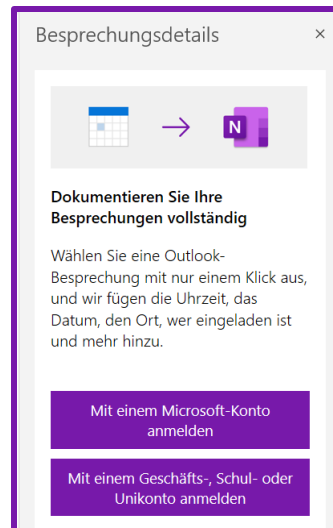 Besprechungsdetails
N
Dokumentieren Sie Ihre
Besprechungen vollständig
Wählen Sie eine Outlook-
Besprechung mit nur einem Klick aus,
und wir fügen die Uhrzeit, das
Datum, den Ort, wer eingeladen ist
und mehr hinzu.
Mit einem Microsoft-Konto
anmelden
Mit einem Geschäfts-, Schul- oder
Unikonto anmelden